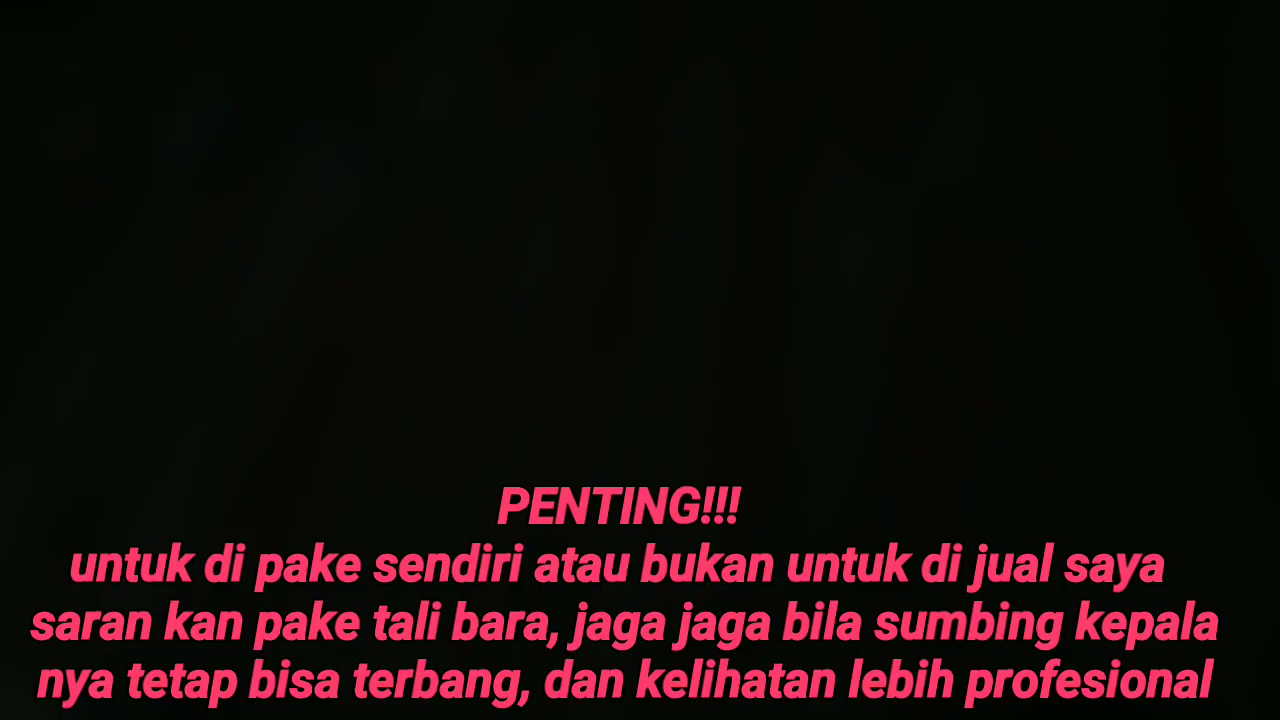 PENTING!!!
untuk di pake sendiri atau bukan untuk di jual saya
saran kan pake tali bara, jaga jaga bila sumbing kepala
nya tetap bisa terbang, dan kelihatan lebih profesional